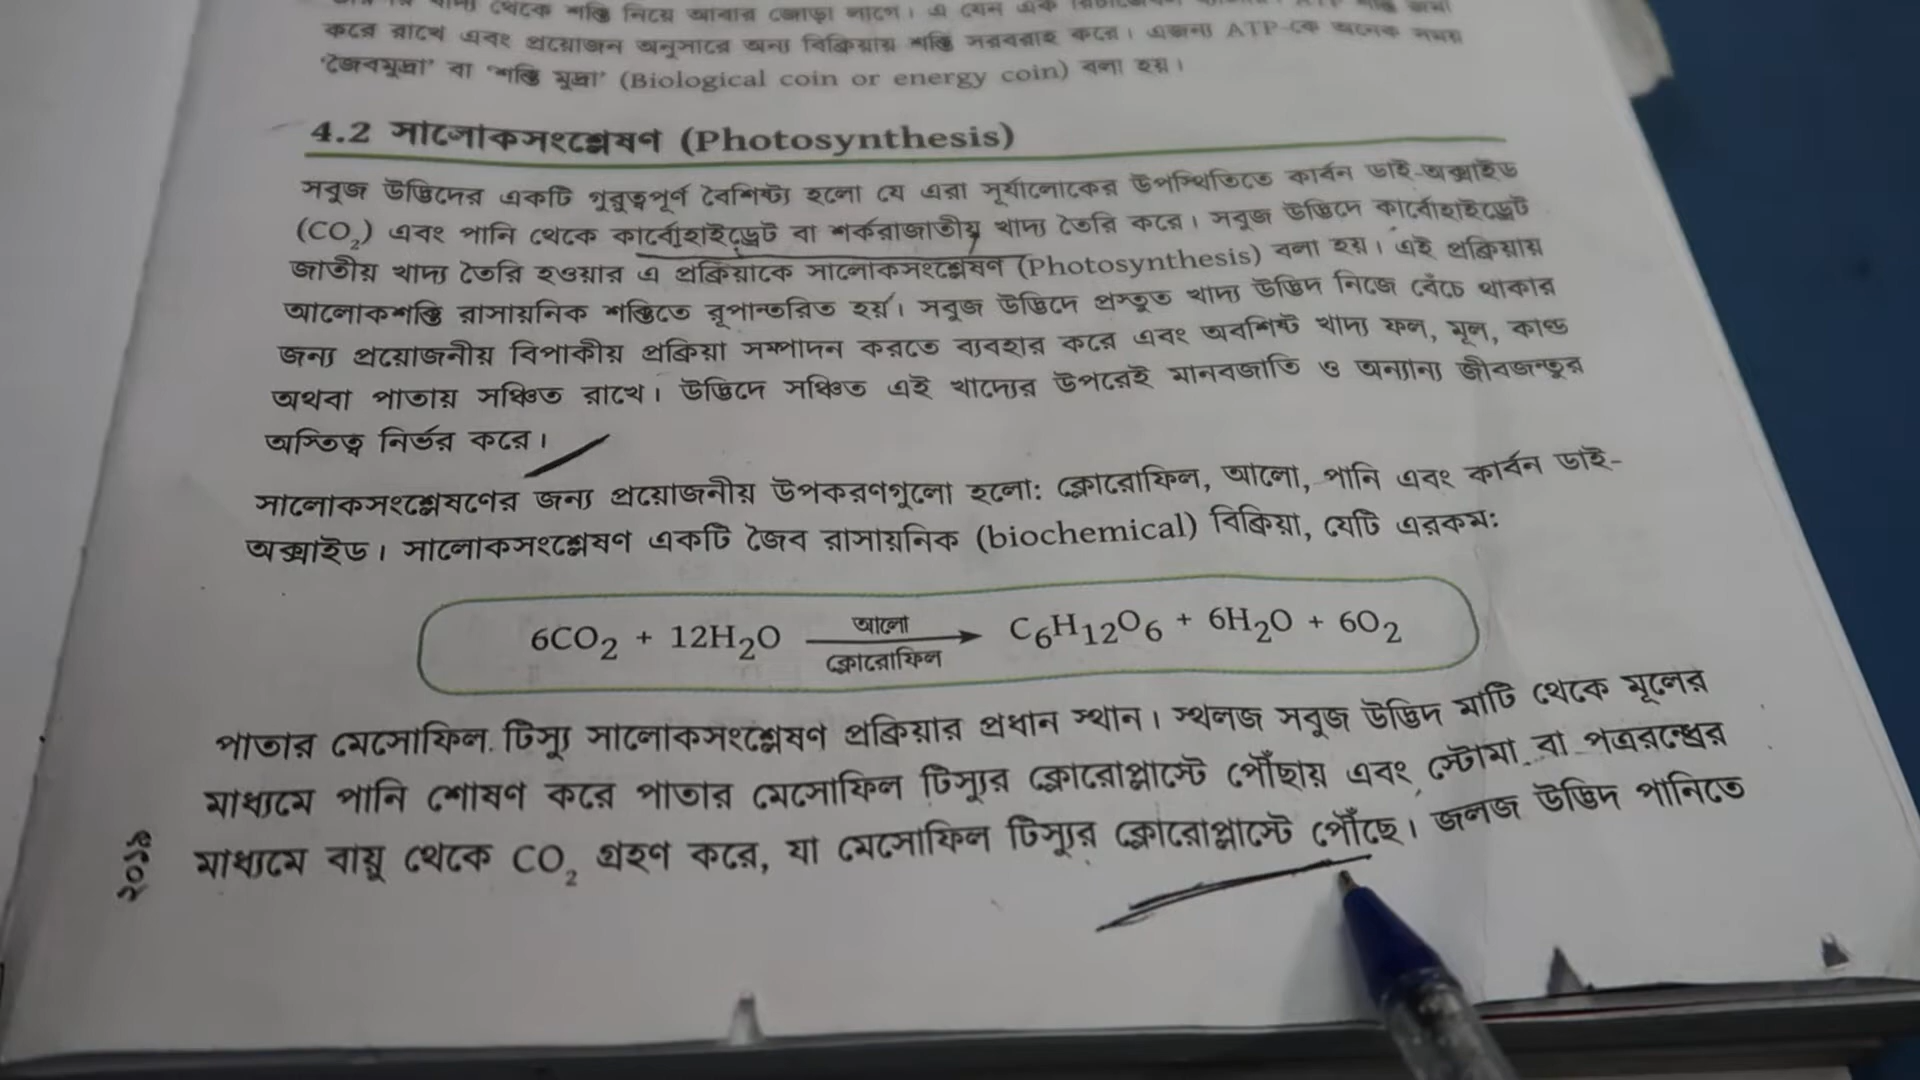 থেকে শক্তি নিয়ে আবার জোড়া লাগে। এ যেন এক
করে রাখে এবং প্রয়োজন অনুসারে অন্য বিক্রিয়ায় শক্তি সরবরাহ করে। এজন্য ATP-কে অনেক সময়
'জৈবমুদ্রা' বা 'শক্তি মুদ্রা' (Biological coin or energy coin) বলা হয়।
4.2 সালোকসংশ্লেষণ (Photosynthesis)
সবুজ উদ্ভিদের একটি গুরুত্বপূর্ণ বৈশিষ্ট্য হলো যে এরা সূর্যালোকের উপস্থিতিতে কার্বন ডাই-অক্সাইড
(CO₂) এবং পানি থেকে কার্বোহাইড্রেট বা শর্করাজাতীয় খাদ্য তৈরি করে। সবুজ উদ্ভিদে কার্বোহাইড্রেট
জাতীয় খাদ্য তৈরি হওয়ার এ প্রক্রিয়াকে সালোকসংশ্লেষণ (Photosynthesis) বলা হয়। এই প্রক্রিয়ায়
আলোকশক্তি রাসায়নিক শক্তিতে রূপান্তরিত হয়। সবুজ উদ্ভিদে প্রস্তুত খাদ্য উদ্ভিদ নিজে বেঁচে থাকার
জন্য প্রয়োজনীয় বিপাকীয় প্রক্রিয়া সম্পাদন করতে ব্যবহার করে এবং অবশিষ্ট খাদ্য ফল, মূল, কাণ্ড
অথবা পাতায় সঞ্চিত রাখে। উদ্ভিদে সঞ্চিত এই খাদ্যের উপরেই মানবজাতি ও অন্যান্য জীবজন্তুর
অস্তিত্ব নির্ভর করে।
সালোকসংশ্লেষণের জন্য প্রয়োজনীয় উপকরণগুলো হলো: ক্লোরোফিল, আলো, পানি এবং কার্বন ডাই-
অক্সাইড। সালোকসংশ্লেষণ একটি জৈব রাসায়নিক (biochemical) বিক্রিয়া, যেটি এরকম:
আলো
6CO₂ + 12H₂O → C₆H₁₂O₆ + 6H₂O + 6O₂
ক্লোরোফিল
পাতার মেসোফিল টিস্যু সালোকসংশ্লেষণ প্রক্রিয়ার প্রধান স্থান। স্থলজ সবুজ উদ্ভিদ মাটি থেকে মূলের
মাধ্যমে পানি শোষণ করে পাতার মেসোফিল টিস্যুর ক্লোরোপ্লাস্টে পৌঁছায় এবং স্টোমা বা পত্ররন্ধ্রের
মাধ্যমে বায়ু থেকে CO₂ গ্রহণ করে, যা মেসোফিল টিস্যুর ক্লোরোপ্লাস্টে পৌঁছে। জলজ উদ্ভিদ পানিতে